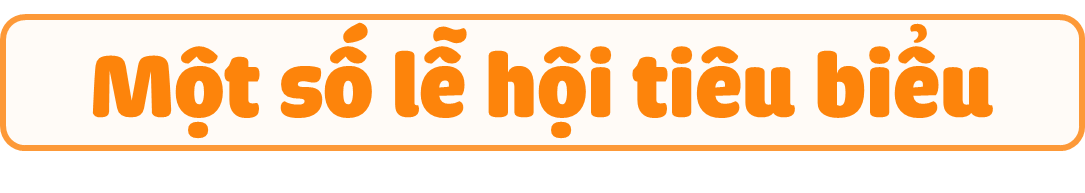 Một số lễ hội tiêu biểu